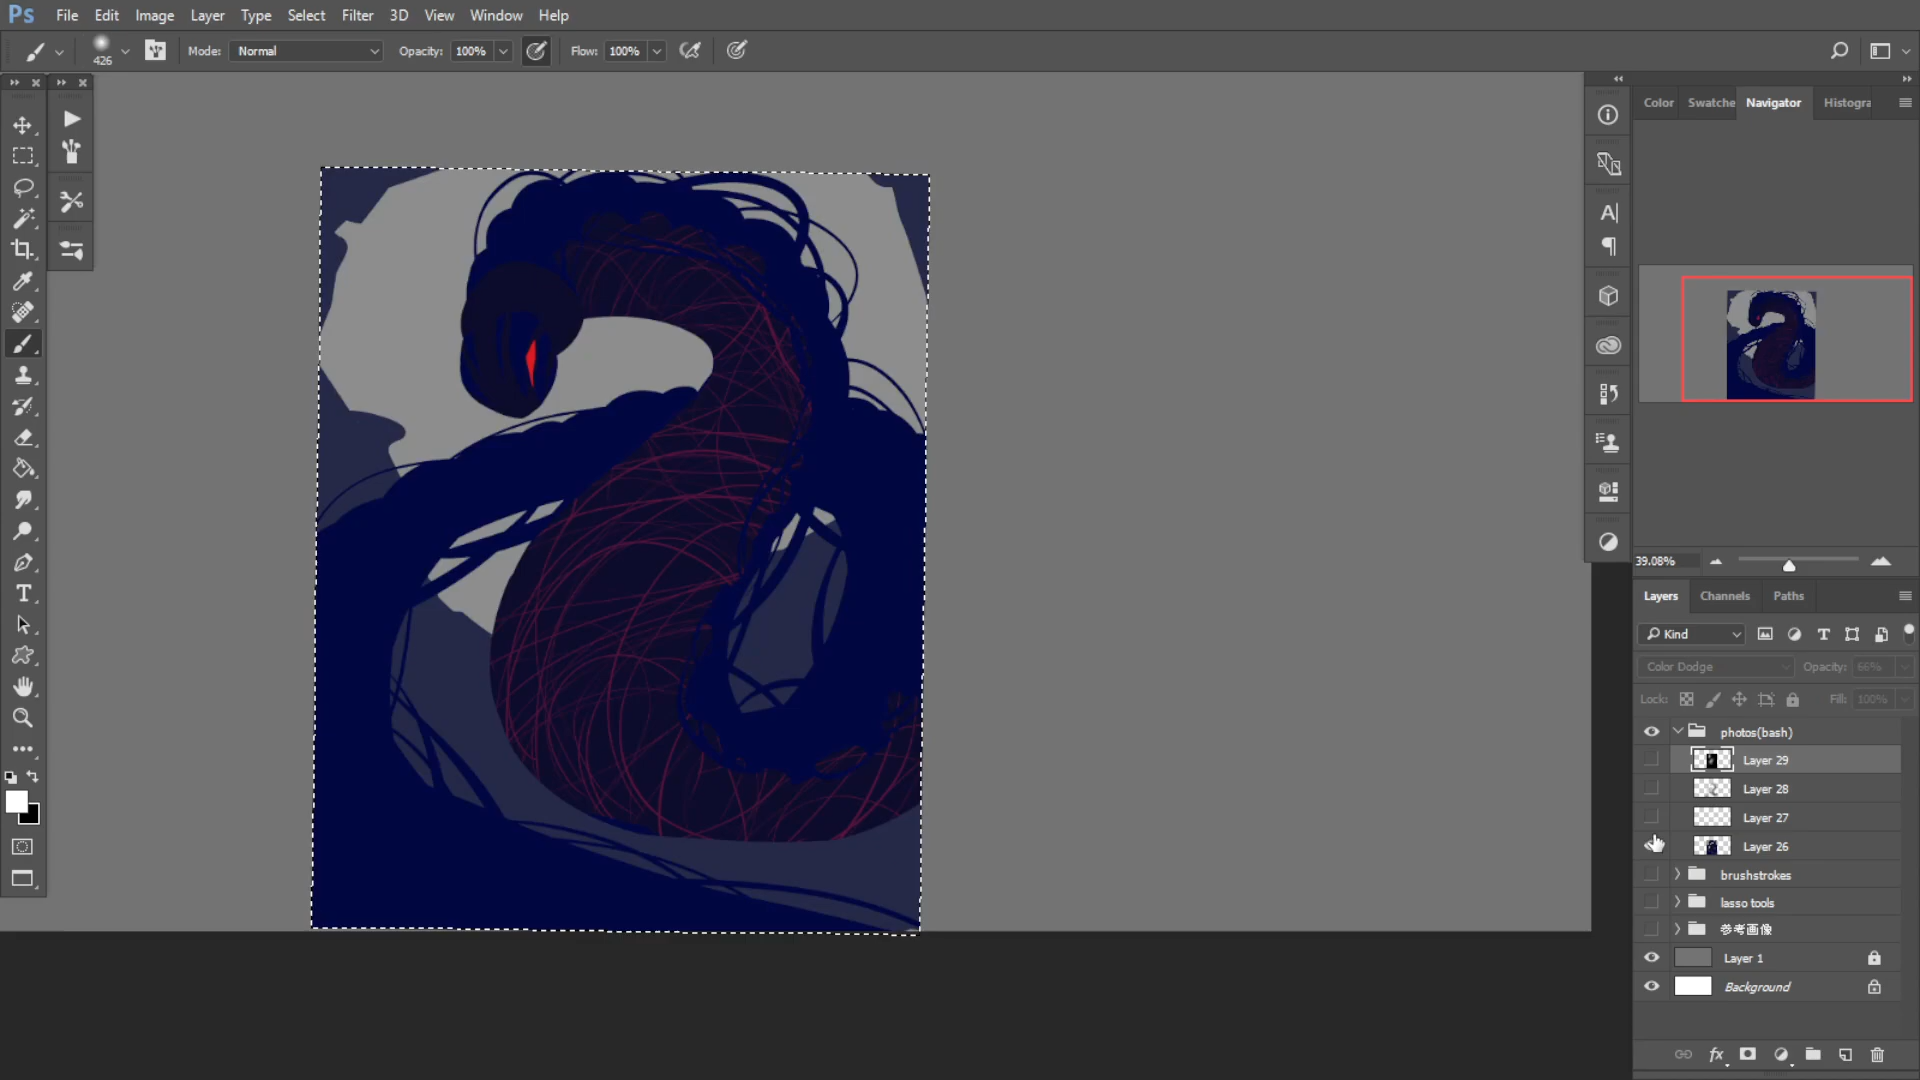 Ps File Edit Image Layer Type Select Filter 3D View Window Help
426 Mode: Normal Opacity: 100% Flow: 100%
Color Swatche Navigator Histogra
39.08%
Layers Channels Paths
Kind
Color Dodge Opacity: 66%
Lock: Fill: 100%
photos(bash)
Layer 29
Layer 28
Layer 27
Layer 26
brushstrokes
lasso tools
参考画像
Layer 1
Background